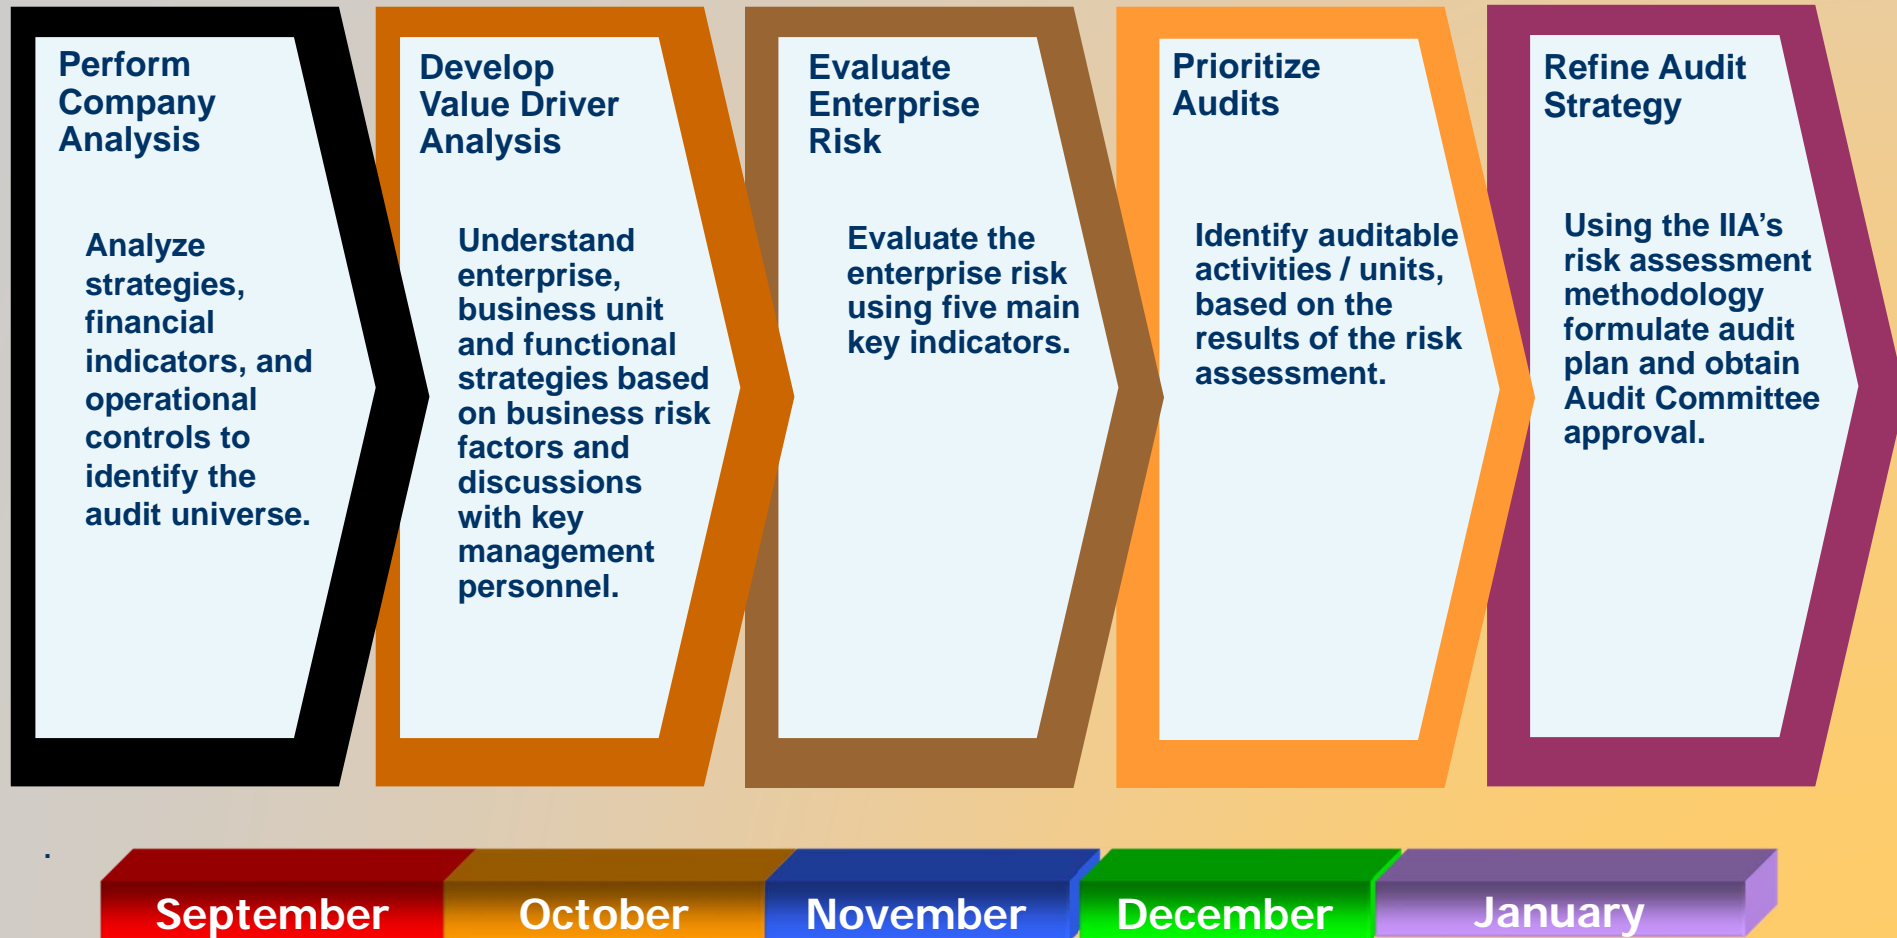 Perform
Company
Analysis
Analyze
strategies,
financial
indicators, and
operational
controls to
identify the
audit universe.
Develop
Value Driver
Analysis
Understand
enterprise,
business unit
and functional
strategies based
on business risk
factors and
discussions
with key
management
personnel.
Evaluate
Enterprise
Risk
Evaluate the
enterprise risk
using five main
key indicators.
Prioritize
Audits
Identify auditable
activities / units,
based on the
results of the risk
assessment.
Refine Audit
Strategy
Using the IIA’s
risk assessment
methodology
formulate audit
plan and obtain
Audit Committee
approval.
.
September
October
November
December
January